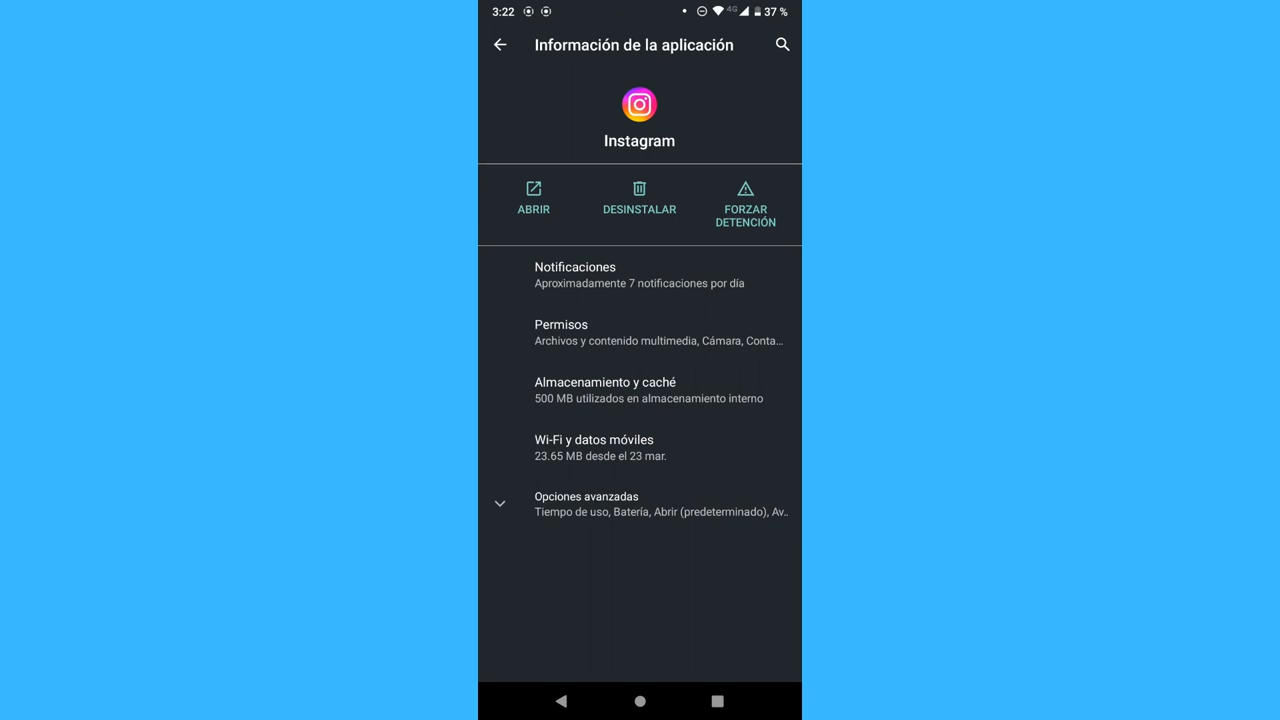 3:22 4G 37 %
Información de la aplicación
Instagram
ABRIR DESINSTALAR FORZAR
DETENCIÓN
Notificaciones
Aproximadamente 7 notificaciones por día
Permisos
Archivos y contenido multimedia, Cámara, Conta...
Almacenamiento y caché
500 MB utilizados en almacenamiento interno
Wi-Fi y datos móviles
23.65 MB desde el 23 mar.
Opciones avanzadas
Tiempo de uso, Batería, Abrir (predeterminado), Av..